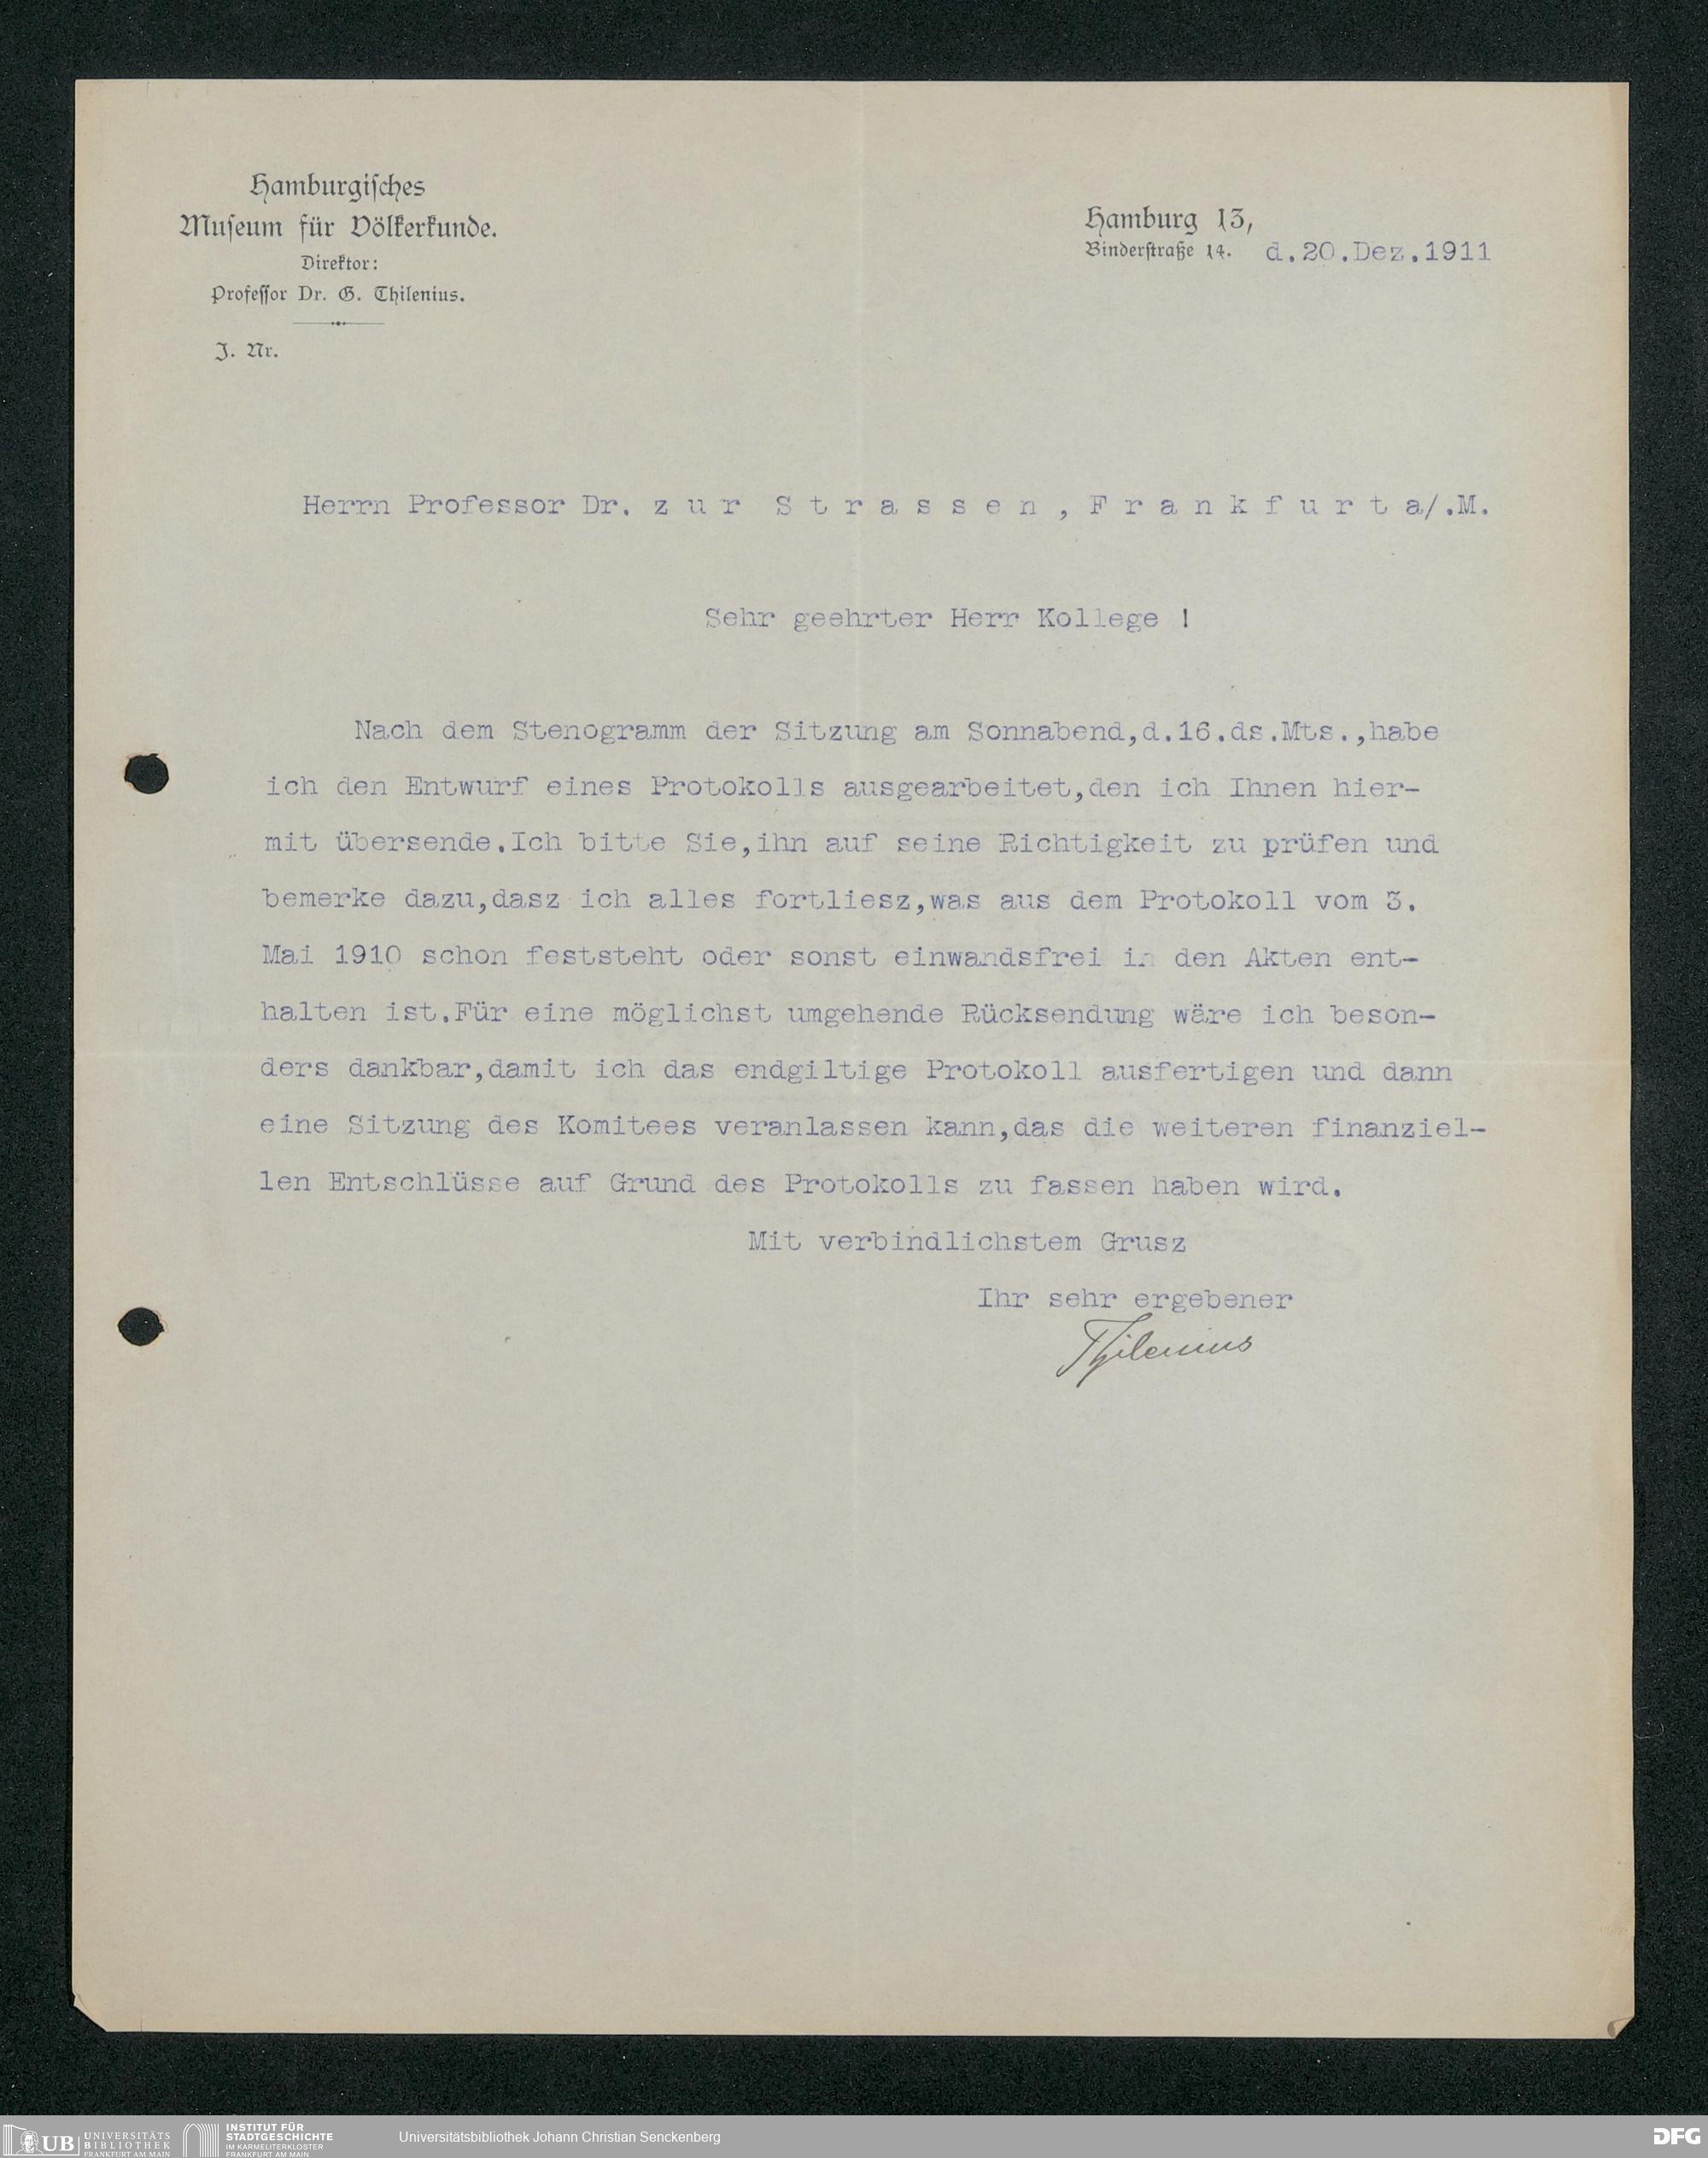 Hamburgisches
Museum für Völkerkunde.
Direktor:
Professor Dr. G. Thilenius.
J. Nr.
Hamburg 13,
Binderstraße 14. d.20.Dez.1911
Herrn Professor Dr. z u r S t r a s s e n , F r a n k f u r t a/.M.
Sehr geehrter Herr Kollege !
Nach dem Stenogramm der Sitzung am Sonnabend,d.16.ds.Mts.,habe
ich den Entwurf eines Protokolls ausgearbeitet,den ich Ihnen hier-
mit übersende.Ich bitte Sie,ihn auf seine Richtigkeit zu prüfen und
bemerke dazu,dasz ich alles fortliesz,was aus dem Protokoll vom 3.
Mai 1910 schon feststeht oder sonst einwandsfrei in den Akten ent-
halten ist.Für eine möglichst umgehende Rücksendung wäre ich beson-
ders dankbar,damit ich das endgiltige Protokoll ausfertigen und dann
eine Sitzung des Komitees veranlassen kann,das die weiteren finanziel-
len Entschlüsse auf Grund des Protokolls zu fassen haben wird.
Mit verbindlichstem Grusz
Ihr sehr ergebener
Thilenius
UB UNIVERSITÄTS
BIBLIOTHEK
FRANKFURT AM MAIN
INSTITUT FÜR
STADTGESCHICHTE
IM KARMELITERKLOSTER
FRANKFURT AM MAIN
Universitätsbibliothek Johann Christian Senckenberg
DFG